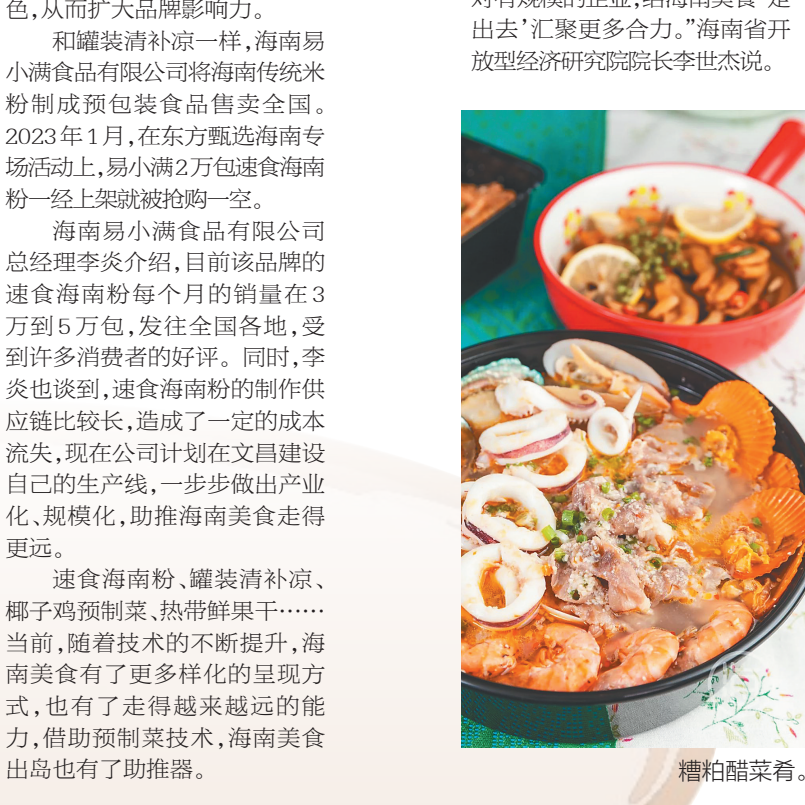 色,从而扩大品牌影响力。
和罐装清补凉一样,海南易
小满食品有限公司将海南传统米
粉制成预包装食品售卖全国。
2023年1月,在东方甄选海南专
场活动上,易小满2万包速食海南
粉一经上架就被抢购一空。
海南易小满食品有限公司
总经理李炎介绍,目前该品牌的
速食海南粉每个月的销量在3
万到5万包,发往全国各地,受
到许多消费者的好评。同时,李
炎也谈到,速食海南粉的制作供
应链比较长,造成了一定的成本
流失,现在公司计划在文昌建设
自己的生产线,一步步做出产业
化、规模化,助推海南美食走得
更远。
速食海南粉、罐装清补凉、
椰子鸡预制菜、热带鲜果干……
当前,随着技术的不断提升,海
南美食有了更多样化的呈现方
式,也有了走得越来越远的能
力,借助预制菜技术,海南美食
出岛也有了助推器。
对有规模的企业,给海南美食‘走
出去’汇聚更多合力。”海南省开
放型经济研究院院长李世杰说。
糟粕醋菜肴。